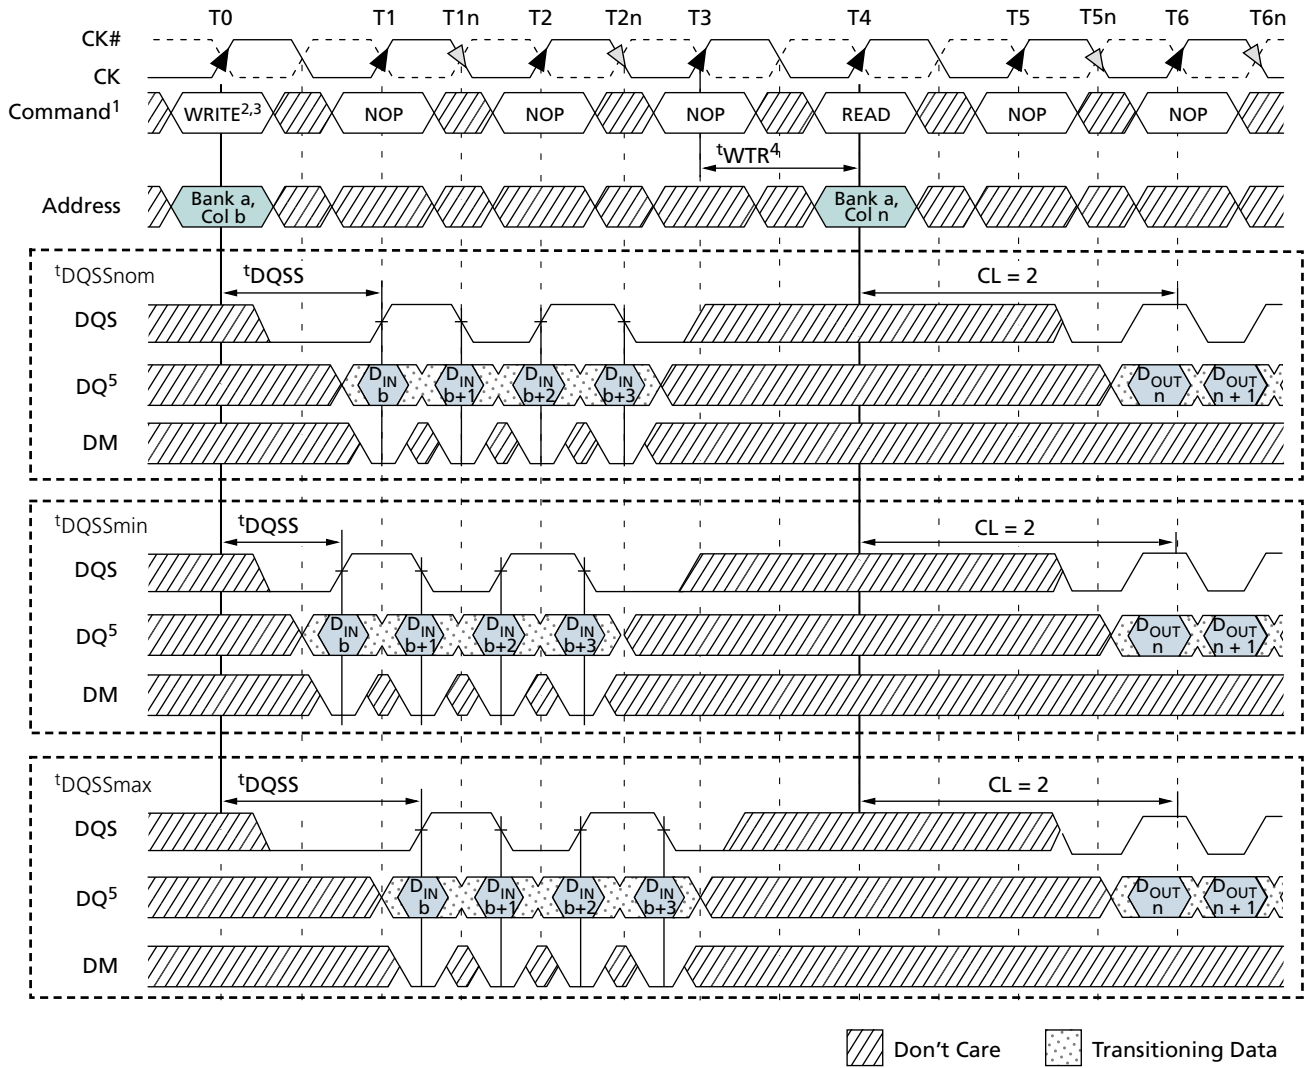 T0 T1 T1n T2 T2n T3 T4 T5 T5n T6 T6n
CK#
CK
Command1 WRITE2,3 NOP NOP NOP READ NOP NOP
tWTR4
Address Bank a, Col b Bank a, Col n
tDQSSnom tDQSS CL = 2
DQS
DQ5 DIN b DIN b+1 DIN b+2 DIN b+3 DOUT n DOUT n + 1
DM
tDQSSmin tDQSS CL = 2
DQS
DQ5 DIN b DIN b+1 DIN b+2 DIN b+3 DOUT n DOUT n + 1
DM
tDQSSmax tDQSS CL = 2
DQS
DQ5 DIN b DIN b+1 DIN b+2 DIN b+3 DOUT n DOUT n + 1
DM
Don't Care Transitioning Data